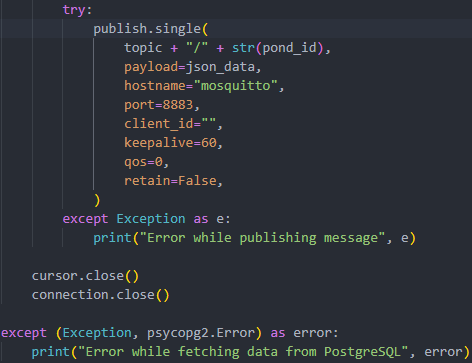 try:
publish.single(
topic + "/" + str(pond_id),
payload=json_data,
hostname="mosquitto",
port=8883,
client_id="",
keepalive=60,
qos=0,
retain=False,
)
except Exception as e:
print("Error while publishing message", e)
cursor.close()
connection.close()
except (Exception, psycopg2.Error) as error:
print("Error while fetching data from PostgreSQL", error)